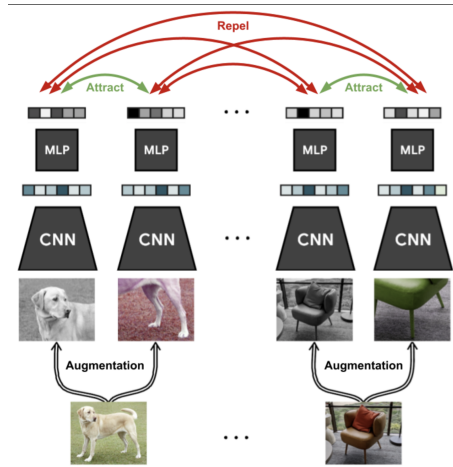 Repel
Attract
Attract
...
MLP
MLP
MLP
MLP
CNN
CNN
...
CNN
CNN
Augmentation
Augmentation
...